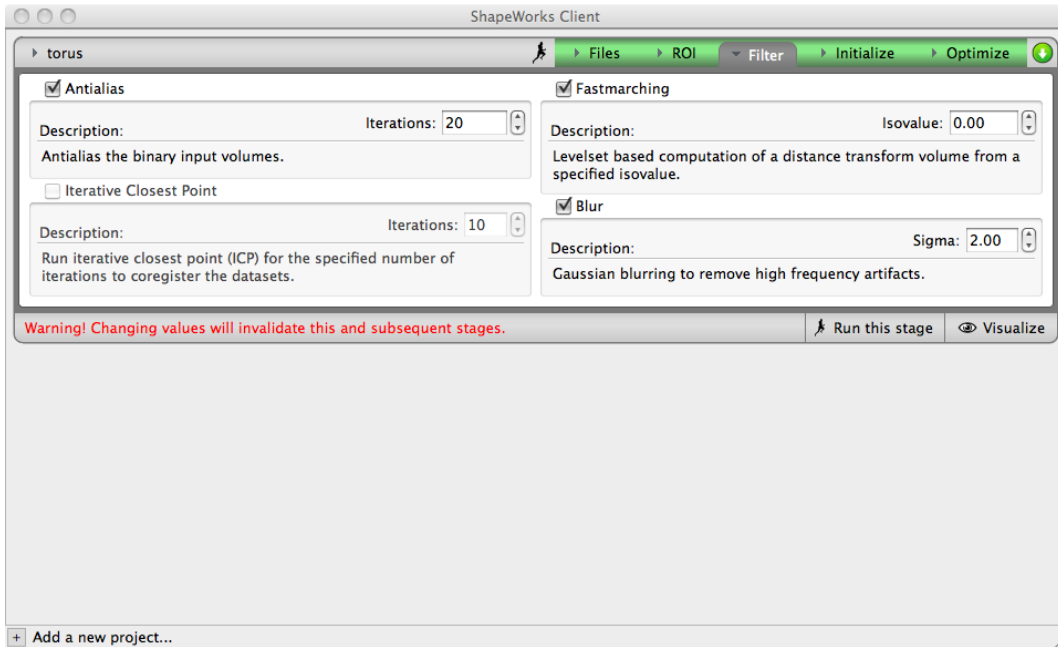 ShapeWorks Client
torus
Files
ROI
Filter
Initialize
Optimize
Antialias
Iterations: 20
Description:
Antialias the binary input volumes.
Iterative Closest Point
Iterations: 10
Description:
Run iterative closest point (ICP) for the specified number of
iterations to coregister the datasets.
Fastmarching
Isovalue: 0.00
Description:
Levelset based computation of a distance transform volume from a
specified isovalue.
Blur
Sigma: 2.00
Description:
Gaussian blurring to remove high frequency artifacts.
Warning! Changing values will invalidate this and subsequent stages.
Run this stage
Visualize
+ Add a new project...